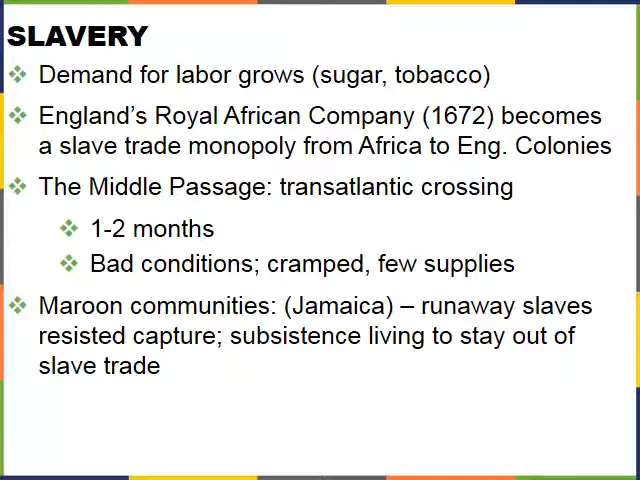 SLAVERY
Demand for labor grows (sugar, tobacco)
England’s Royal African Company (1672) becomes
a slave trade monopoly from Africa to Eng. Colonies
The Middle Passage: transatlantic crossing
1-2 months
Bad conditions; cramped, few supplies
Maroon communities: (Jamaica) – runaway slaves
resisted capture; subsistence living to stay out of
slave trade